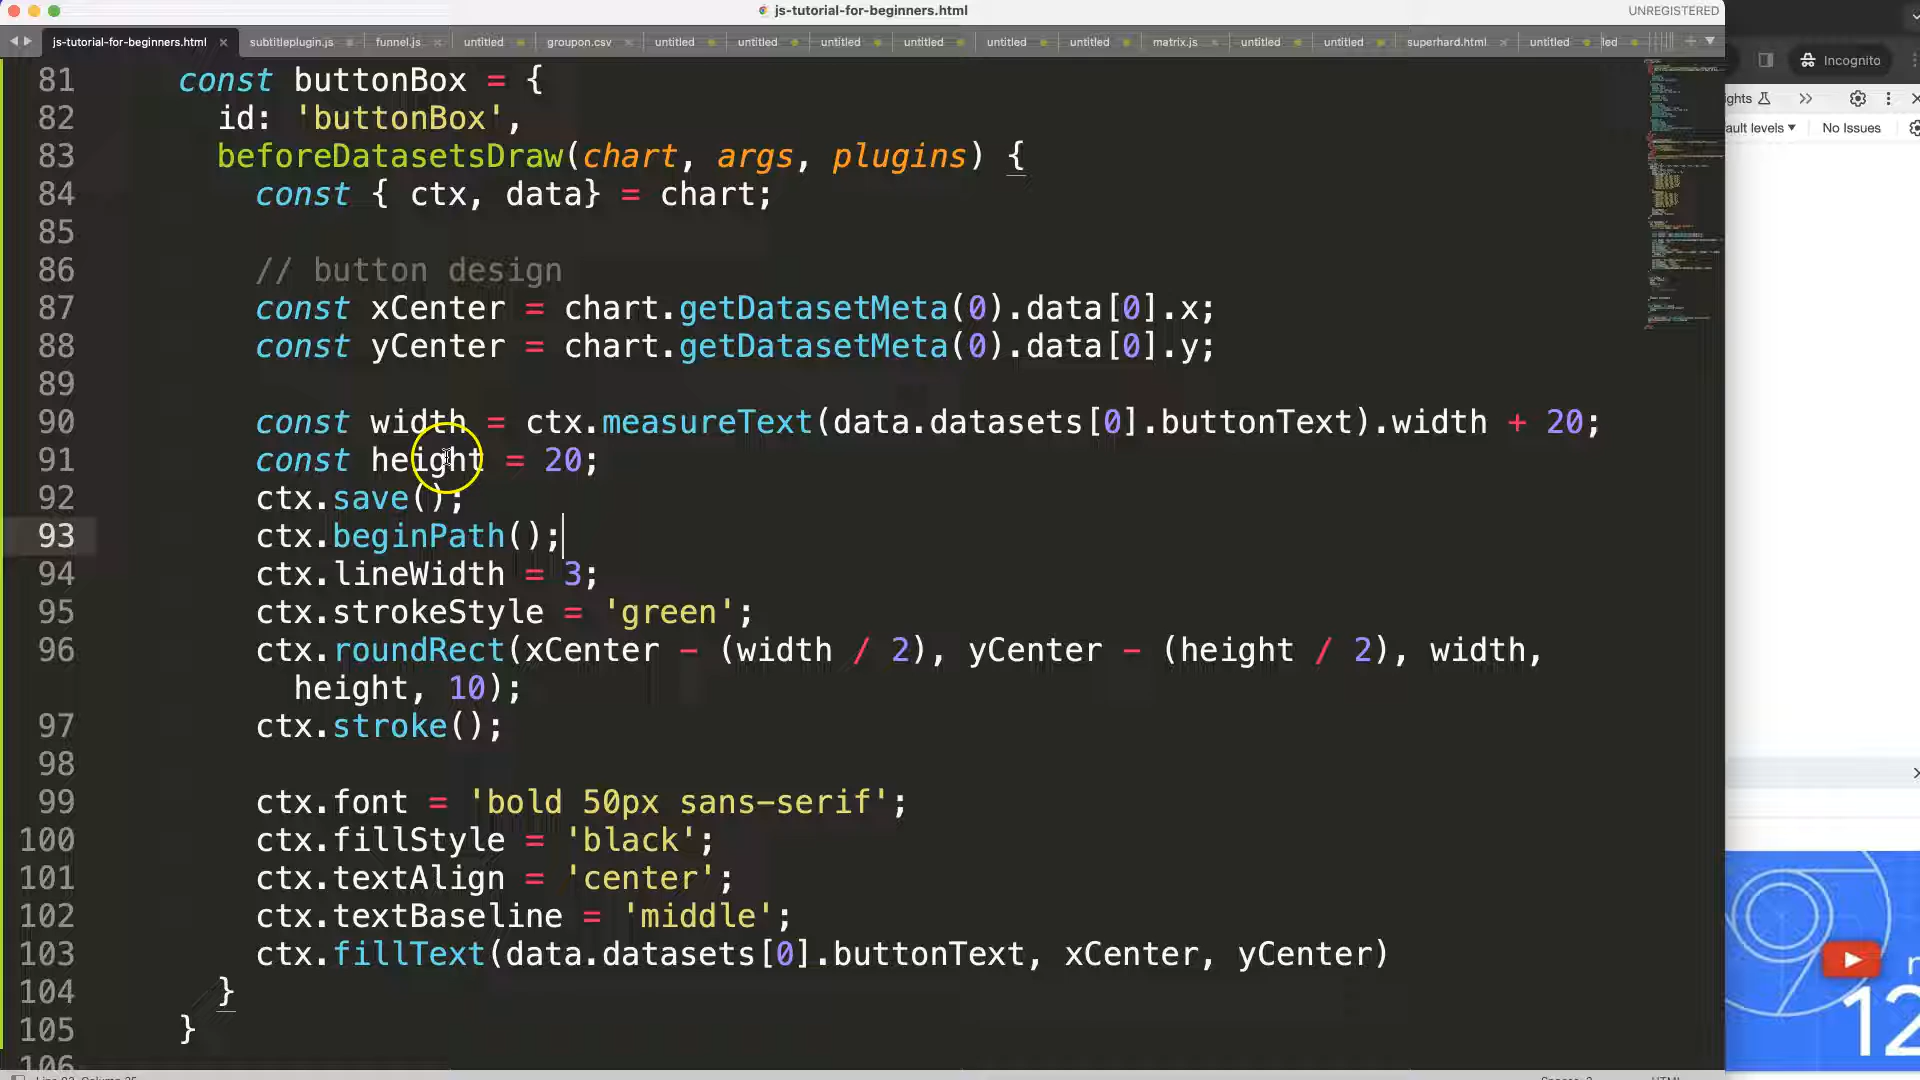 js-tutorial-for-beginners.html
UNREGISTERED
js-tutorial-for-beginners.html subtitleplugin.js funnel.js untitled groupon.csv untitled untitled untitled untitled untitled untitled matrix.js untitled untitled superhard.html untitled led
Incognito
ights
ault levels
No Issues
81 const buttonBox = {
82 id: 'buttonBox',
83 beforeDatasetsDraw(chart, args, plugins) {
84 const { ctx, data} = chart;
85
86 // button design
87 const xCenter = chart.getDatasetMeta(0).data[0].x;
88 const yCenter = chart.getDatasetMeta(0).data[0].y;
89
90 const width = ctx.measureText(data.datasets[0].buttonText).width + 20;
91 const height = 20;
92 ctx.save();
93 ctx.beginPath();
94 ctx.lineWidth = 3;
95 ctx.strokeStyle = 'green';
96 ctx.roundRect(xCenter - (width / 2), yCenter - (height / 2), width,
height, 10);
97 ctx.stroke();
98
99 ctx.font = 'bold 50px sans-serif';
100 ctx.fillStyle = 'black';
101 ctx.textAlign = 'center';
102 ctx.textBaseline = 'middle';
103 ctx.fillText(data.datasets[0].buttonText, xCenter, yCenter)
104 }
105 }
12